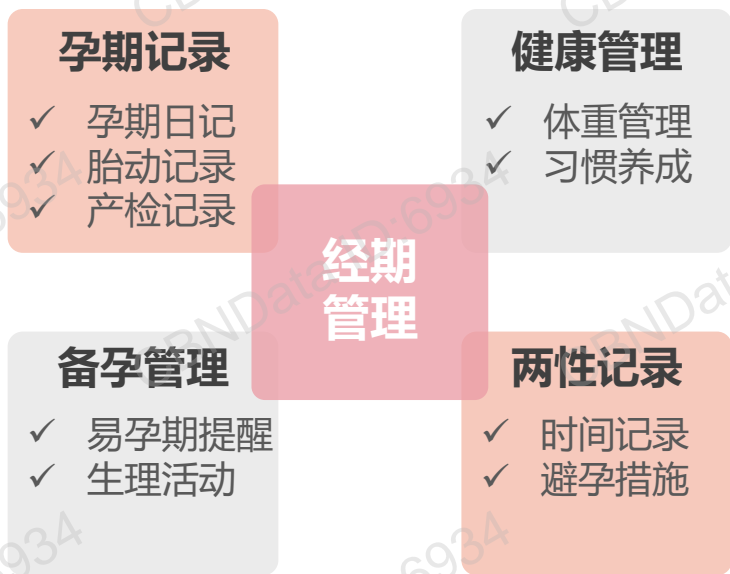 孕期记录
✓ 孕期日记
✓ 胎动记录
✓ 产检记录
健康管理
✓ 体重管理
✓ 习惯养成
经期
管理
备孕管理
✓ 易孕期提醒
✓ 生理活动
两性记录
✓ 时间记录
✓ 避孕措施
CBNData ID:6934